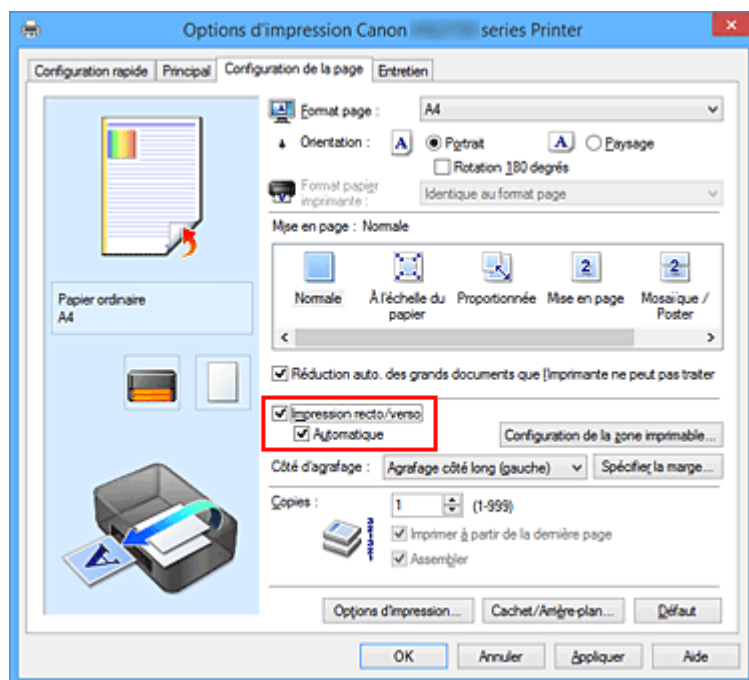 Options d'impression Canon series Printer
Configuration rapide Principal Configuration de la page Entretien
Format page : A4
Orientation : A Portrait A Paysage
Rotation 180 degrés
Format papier imprimante : Identique au format page
Mise en page : Normale
Normale À l'échelle du papier Proportionnée Mise en page Mosaïque / Poster
Papier ordinaire
A4
Réduction auto. des grands documents que l'imprimante ne peut pas traiter
Impression recto/verso
Automatique
Configuration de la zone imprimable...
Côté d'agrafage : Agrafage côté long (gauche) Spécifier la marge...
Copies : 1 (1-999)
Imprimer à partir de la dernière page
Assembler
Options d'impression... Cachet/Arrière-plan... Défaut
OK Annuler Appliquer Aide